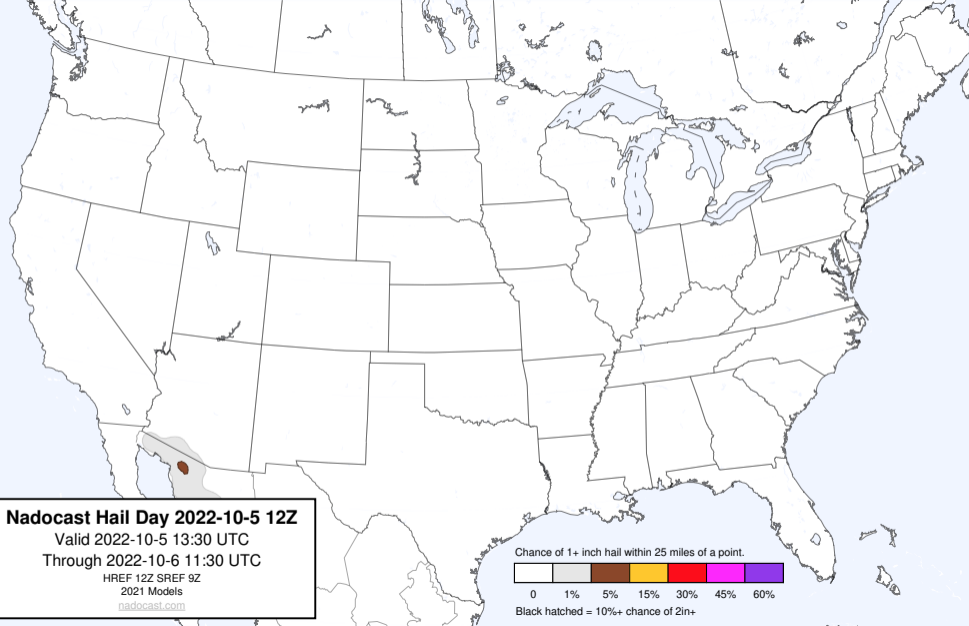 Nadocast Hail Day 2022-10-5 12Z
Valid 2022-10-5 13:30 UTC
Through 2022-10-6 11:30 UTC
HREF 12Z SREF 9Z
2021 Models
nadocast.com
Chance of 1+ inch hail within 25 miles of a point.
0 1% 5% 15% 30% 45% 60%
Black hatched = 10%+ chance of 2in+